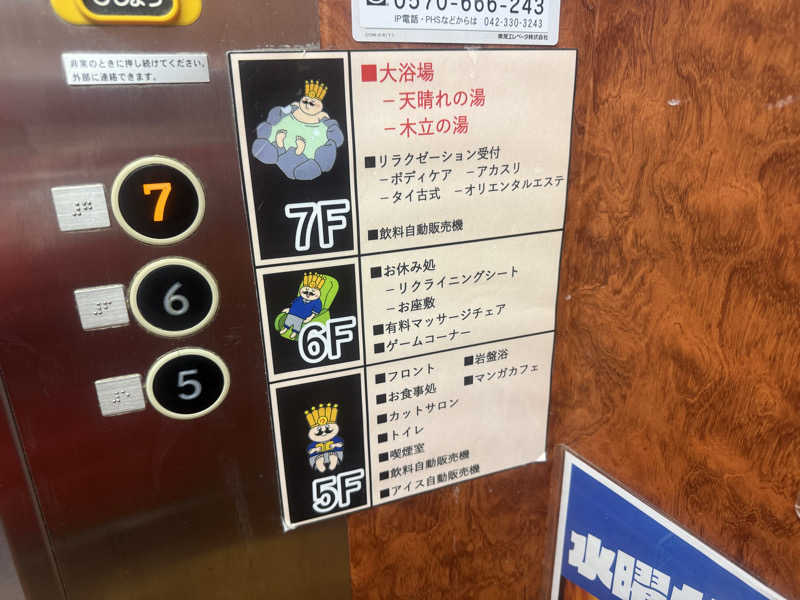 0570-666-243
IP電話・PHSなどからは 042-330-3243
非常のときに押し続けてください。
外部に連絡できます。
7
6
5
7F
■大浴場
－天晴れの湯
－木立の湯
■リラクゼーション受付
－ボディケア －アカスリ
－タイ古式 －オリエンタルエステ
■飲料自動販売機
6F
■お休み処
－リクライニングシート
－お座敷
■有料マッサージチェア
■ゲームコーナー
5F
■フロント ■岩盤浴
■お食事処 ■マンガカフェ
■カットサロン
■トイレ
■喫煙室
■飲料自動販売機
■アイス自動販売機
水曜